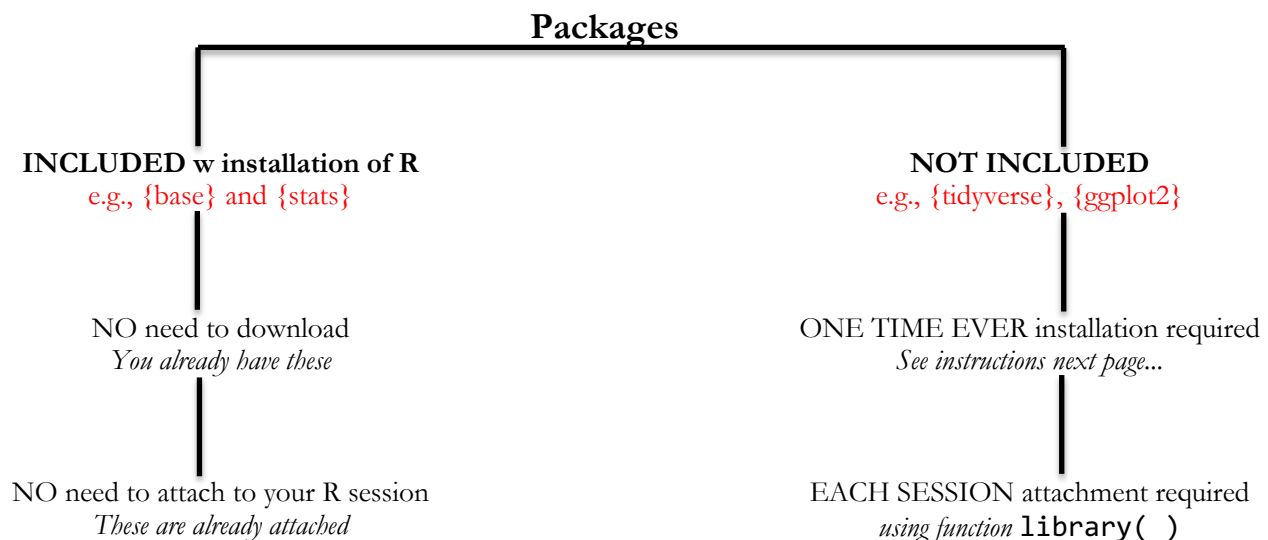 Packages
INCLUDED w installation of R
e.g., {base} and {stats}
NO need to download
You already have these
NO need to attach to your R session
These are already attached
NOT INCLUDED
e.g., {tidyverse}, {ggplot2}
ONE TIME EVER installation required
See instructions next page...
EACH SESSION attachment required
using function library( )